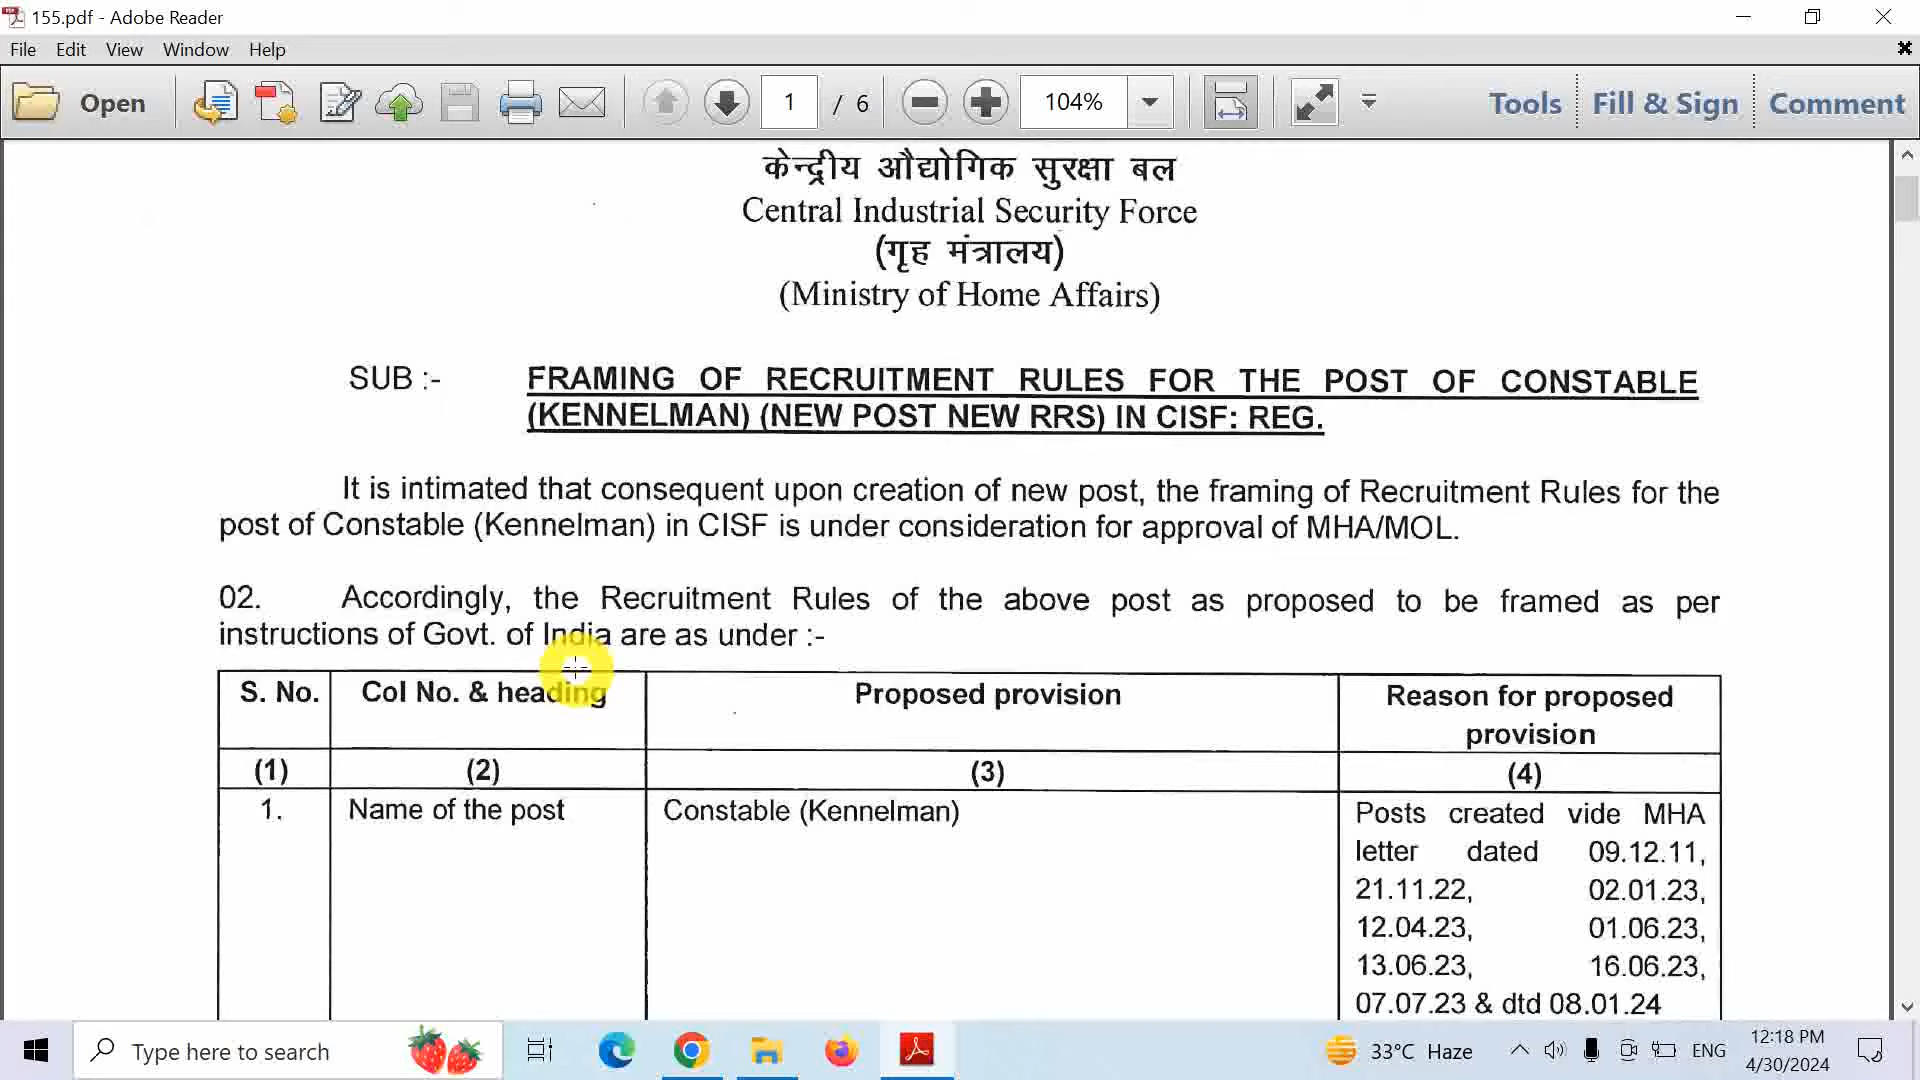 155.pdf - Adobe Reader
File Edit View Window Help
Open 1 / 6 104% Tools Fill & Sign Comment
केन्द्रीय औद्योगिक सुरक्षा बल
Central Industrial Security Force
(गृह मंत्रालय)
(Ministry of Home Affairs)
SUB :- FRAMING OF RECRUITMENT RULES FOR THE POST OF CONSTABLE
(KENNELMAN) (NEW POST NEW RRS) IN CISF: REG.
It is intimated that consequent upon creation of new post, the framing of Recruitment Rules for the
post of Constable (Kennelman) in CISF is under consideration for approval of MHA/MOL.
02. Accordingly, the Recruitment Rules of the above post as proposed to be framed as per
instructions of Govt. of India are as under :-
S. No. Col No. & heading Proposed provision Reason for proposed
provision
(1) (2) (3) (4)
1. Name of the post Constable (Kennelman) Posts created vide MHA
letter dated 09.12.11,
21.11.22, 02.01.23,
12.04.23, 01.06.23,
13.06.23, 16.06.23,
07.07.23 & dtd 08.01.24
Type here to search 33°C Haze ENG 12:18 PM
4/30/2024